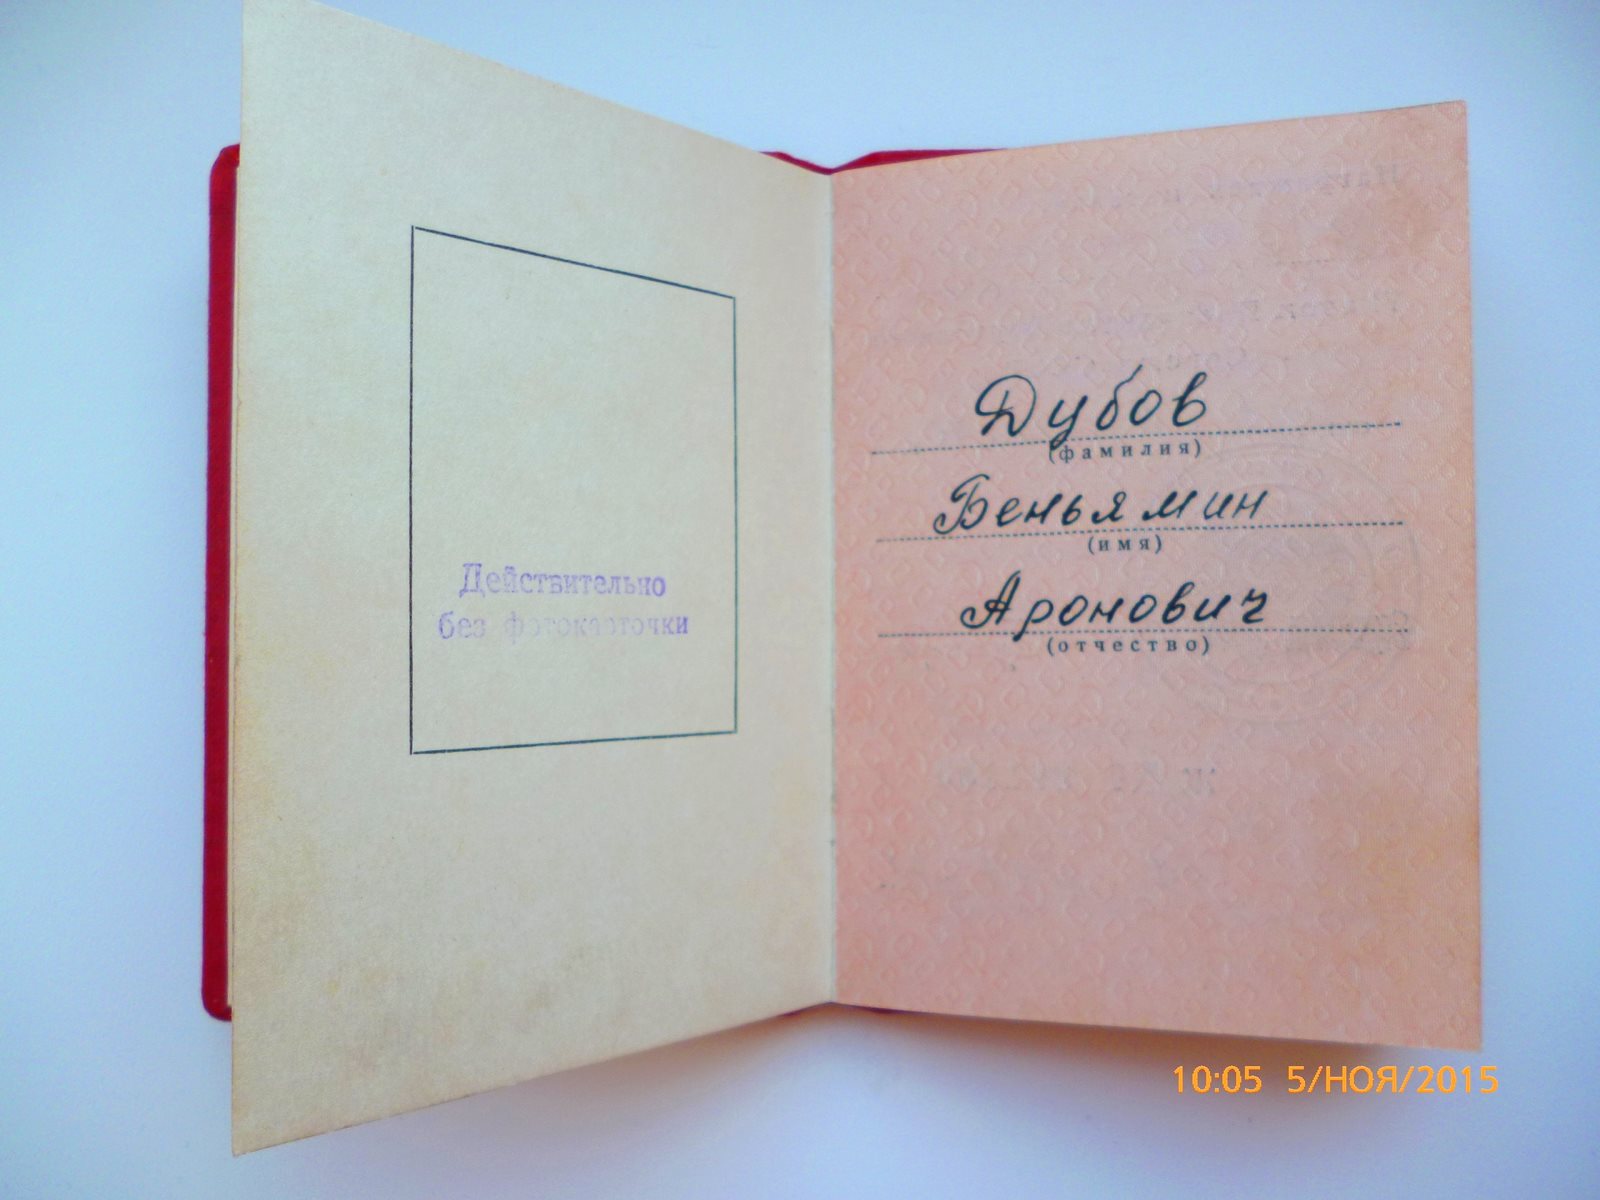 Действительно
без фотокарточки
Дубов
(фамилия)
Беньямин
(имя)
Аронович
(отчество)
10:05 5/НОЯ/2015